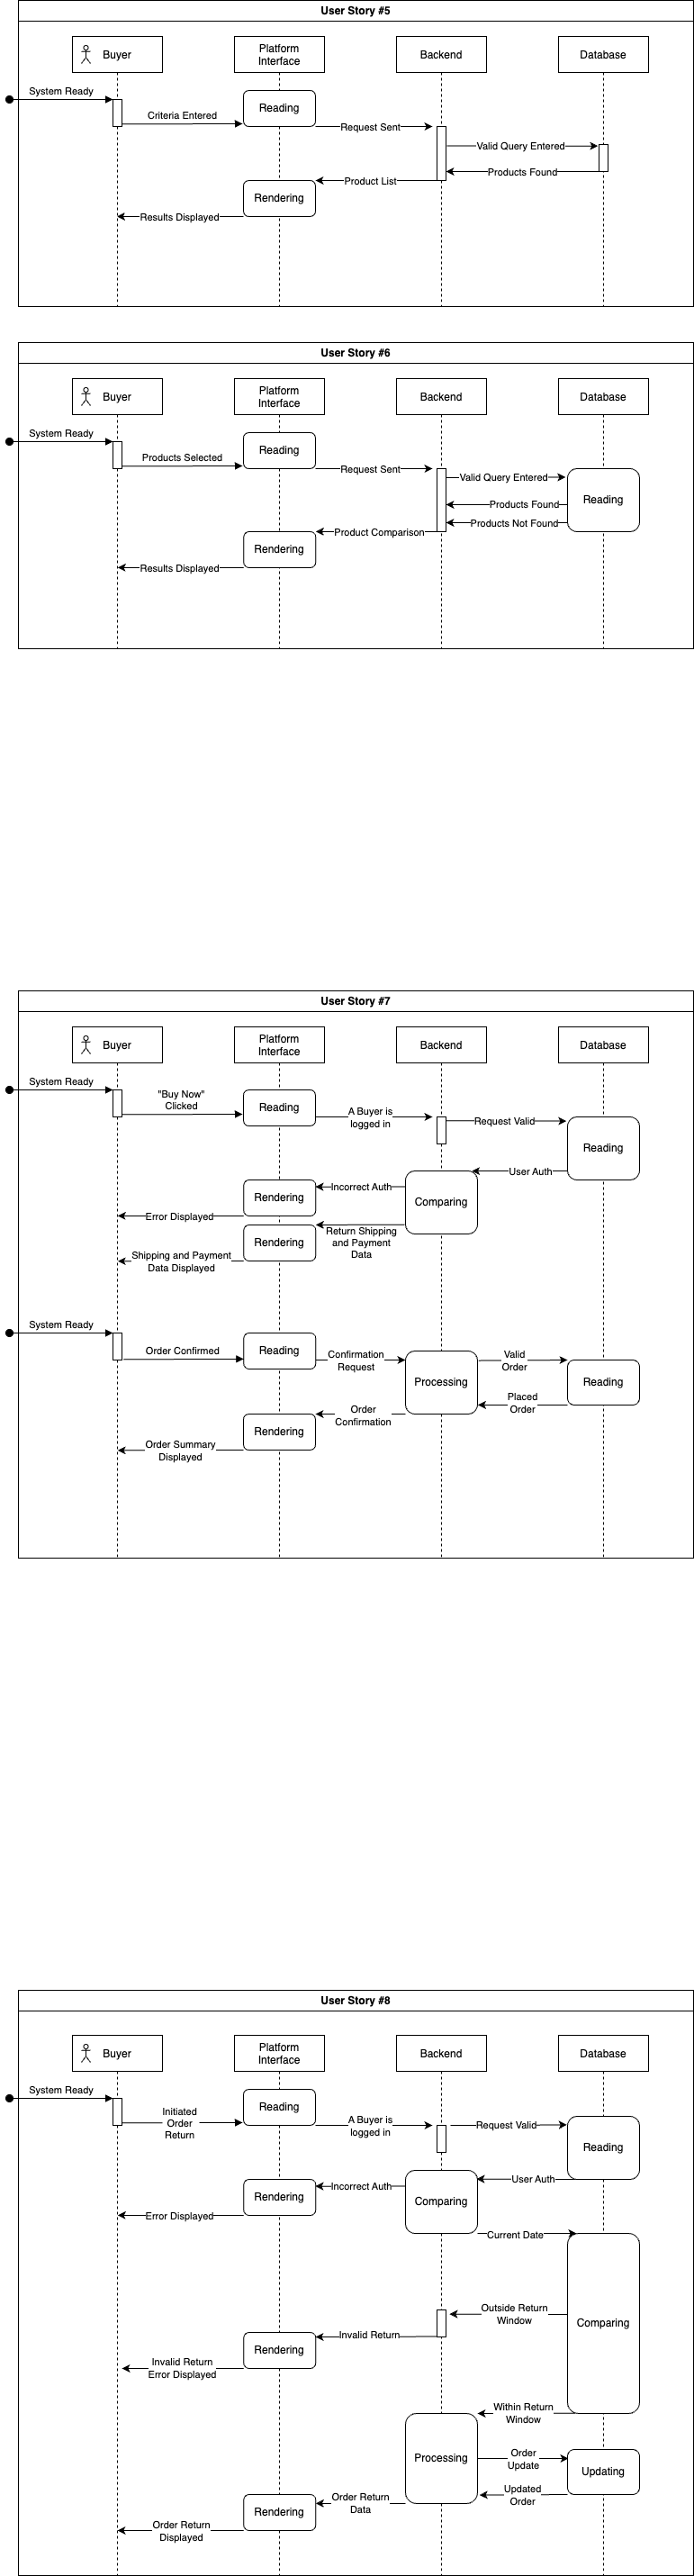 User Story #5
Buyer
Platform
Interface
Backend
Database
System Ready
Criteria Entered
Reading
Request Sent
Valid Query Entered
Products Found
Product List
Rendering
Results Displayed
User Story #6
Buyer
Platform
Interface
Backend
Database
System Ready
Products Selected
Reading
Request Sent
Valid Query Entered
Reading
Products Found
Products Not Found
Product Comparison
Rendering
Results Displayed
User Story #7
Buyer
Platform
Interface
Backend
Database
System Ready
"Buy Now"
Clicked
Reading
A Buyer is
logged in
Request Valid
Reading
User Auth
Incorrect Auth
Comparing
Rendering
Error Displayed
Return Shipping
and Payment
Data
Rendering
Shipping and Payment
Data Displayed
System Ready
Order Confirmed
Reading
Confirmation
Request
Processing
Valid
Order
Reading
Placed
Order
Order
Confirmation
Rendering
Order Summary
Displayed
User Story #8
Buyer
Platform
Interface
Backend
Database
System Ready
Initiated
Order
Return
Reading
A Buyer is
logged in
Request Valid
Reading
User Auth
Incorrect Auth
Comparing
Rendering
Error Displayed
Current Date
Comparing
Outside Return
Window
Invalid Return
Rendering
Invalid Return
Error Displayed
Within Return
Window
Processing
Order
Update
Updating
Updated
Order
Order Return
Data
Rendering
Order Return
Displayed